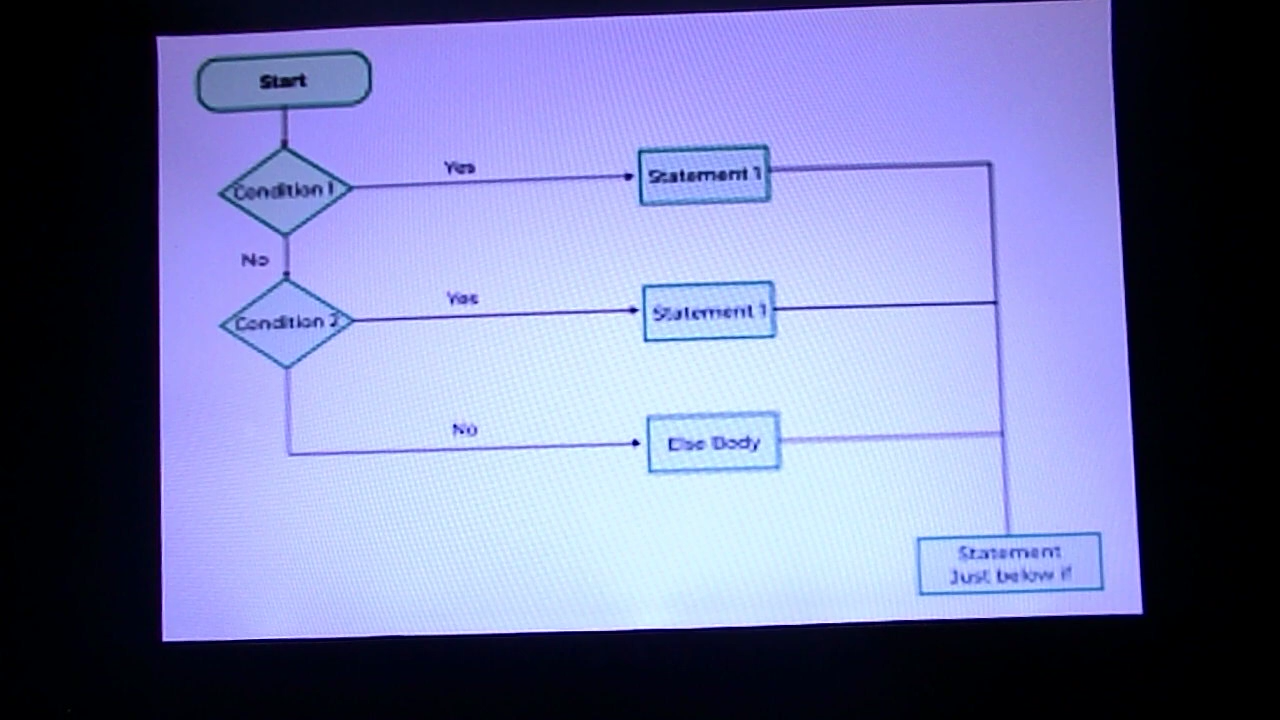 Start
Condition 1
Yes
Statement 1
No
Condition 2
Yes
Statement 1
No
Else Body
Statement
Just below if